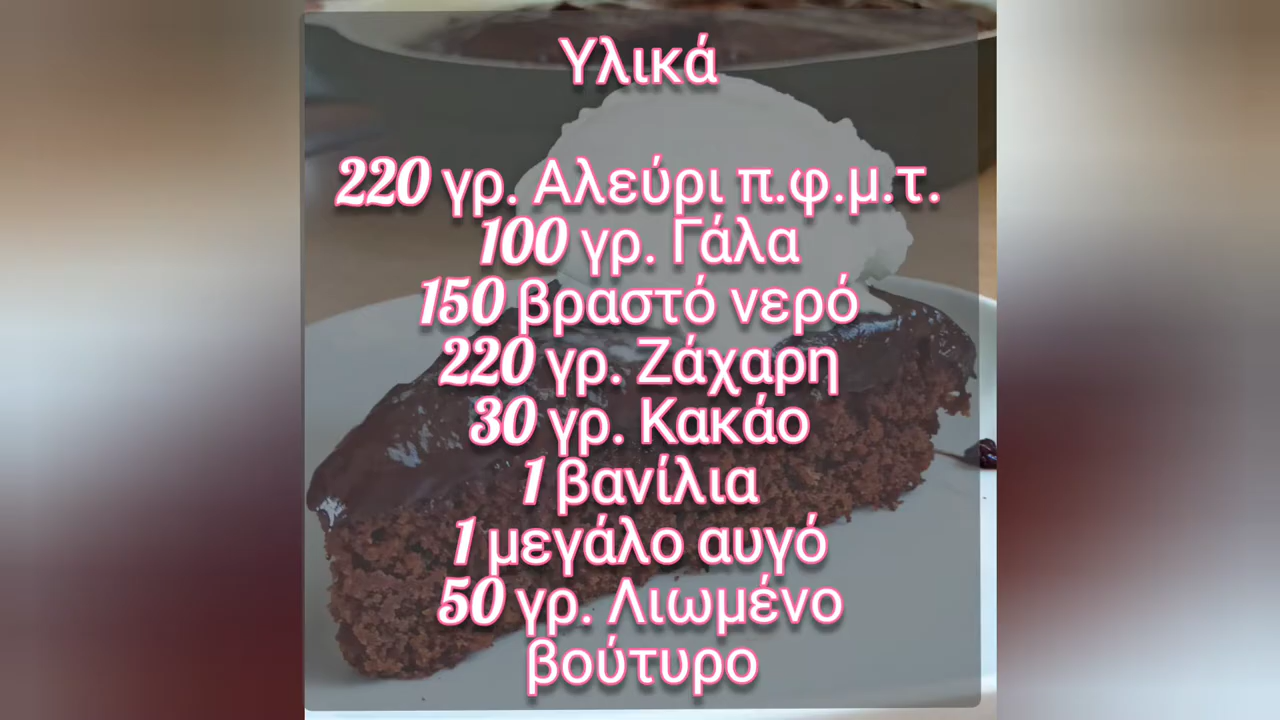 Υλικά
220 γρ. Αλεύρι π.φ.μ.τ.
100 γρ. Γάλα
150 βραστό νερό
220 γρ. Ζάχαρη
30 γρ. Κακάο
1 βανίλια
1 μεγάλο αυγό
50 γρ. Λιωμένο
βούτυρο